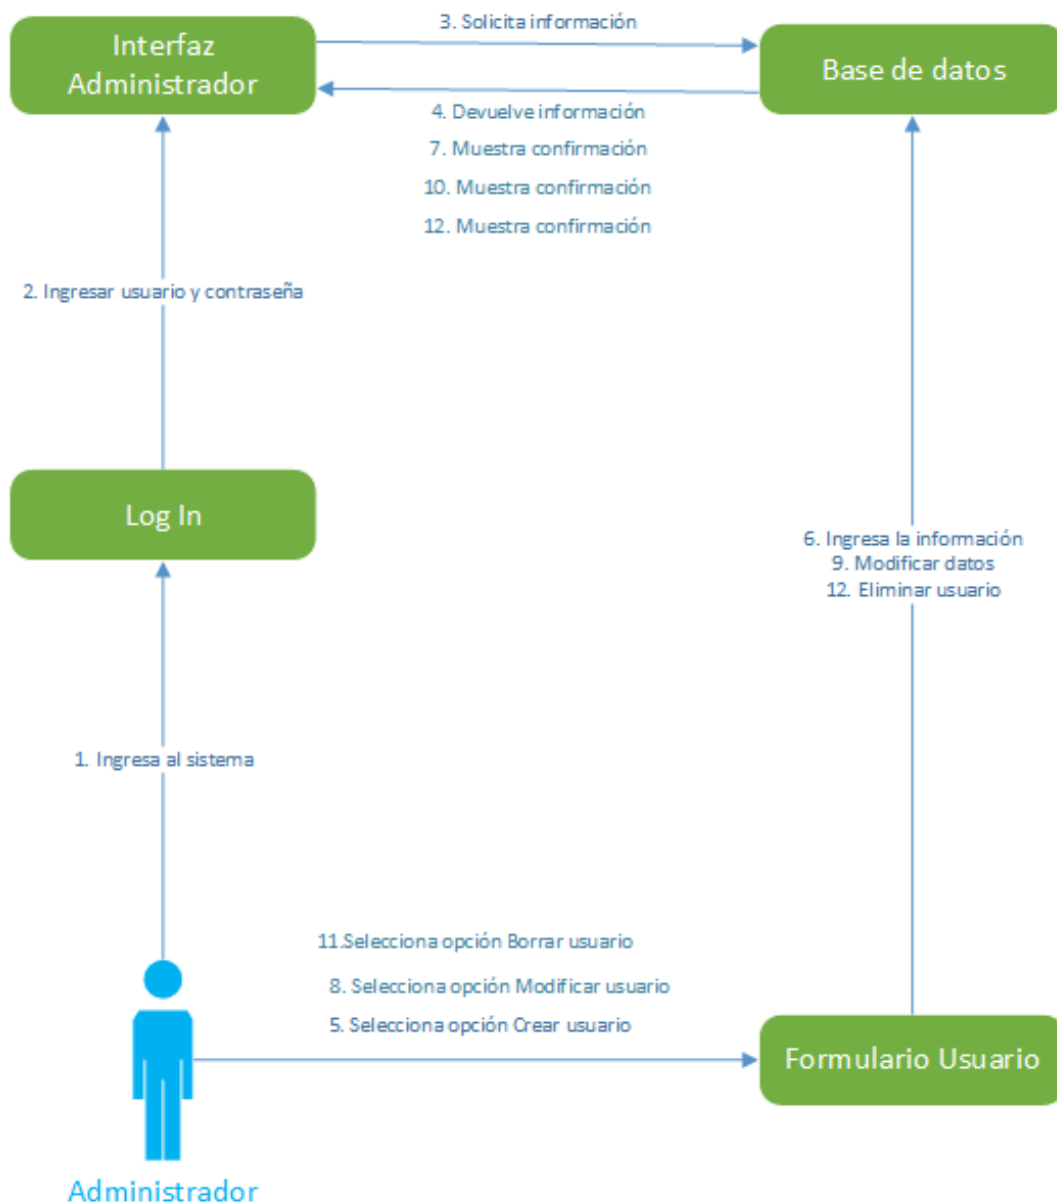 3. Solicita información
Interfaz
Administrador
Base de datos
4. Devuelve información
7. Muestra confirmación
10. Muestra confirmación
12. Muestra confirmación
2. Ingresar usuario y contraseña
Log In
6. Ingresa la información
9. Modificar datos
12. Eliminar usuario
1. Ingresa al sistema
11.Selecciona opción Borrar usuario
8. Selecciona opción Modificar usuario
5. Selecciona opción Crear usuario
Formulario Usuario
Administrador